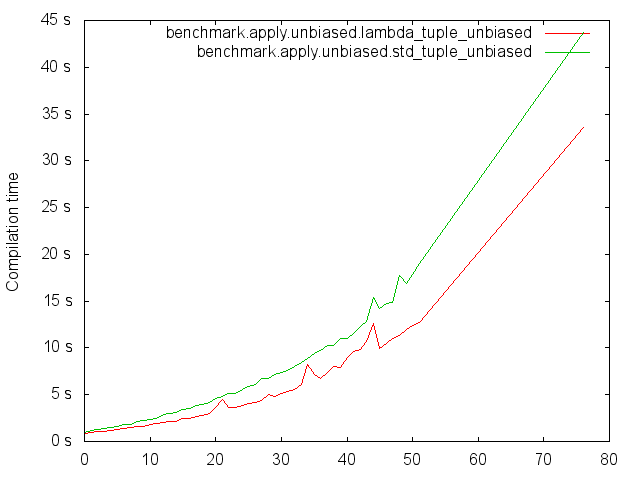 benchmark.apply.unbiased.lambda_tuple_unbiased
benchmark.apply.unbiased.std_tuple_unbiased
45 s
40 s
35 s
30 s
25 s
20 s
15 s
10 s
5 s
0 s
Compilation time
0 10 20 30 40 50 60 70 80